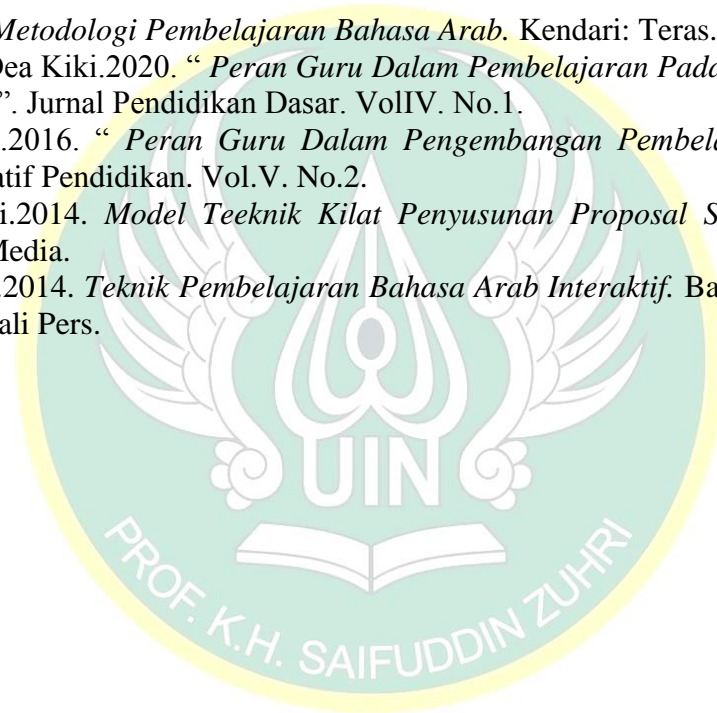 Metodologi Pembelajaran Bahasa Arab. Kendari: Teras.
Dea Kiki.2020. “ Peran Guru Dalam Pembelajaran Pada
”. Jurnal Pendidikan Dasar. VolIV. No.1.
.2016. “ Peran Guru Dalam Pengembangan Pembela
atif Pendidikan. Vol.V. No.2.
i.2014. Model Teeknik Kilat Penyusunan Proposal S
Media.
.2014. Teknik Pembelajaran Bahasa Arab Interaktif. Ba
ali Pers.
UIN
PROF. K.H. SAIFUDDIN ZUHRI